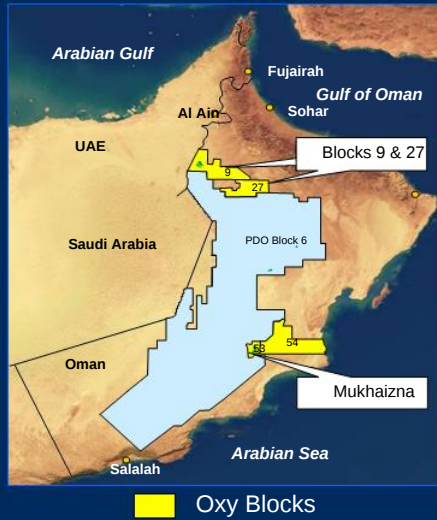 Arabian Gulf
Fujairah
Gulf of Oman
Al Ain
Sohar
UAE
Blocks 9 & 27
9
27
Saudi Arabia
PDO Block 6
54
53
Oman
Mukhaizna
Arabian Sea
Salalah
Oxy Blocks